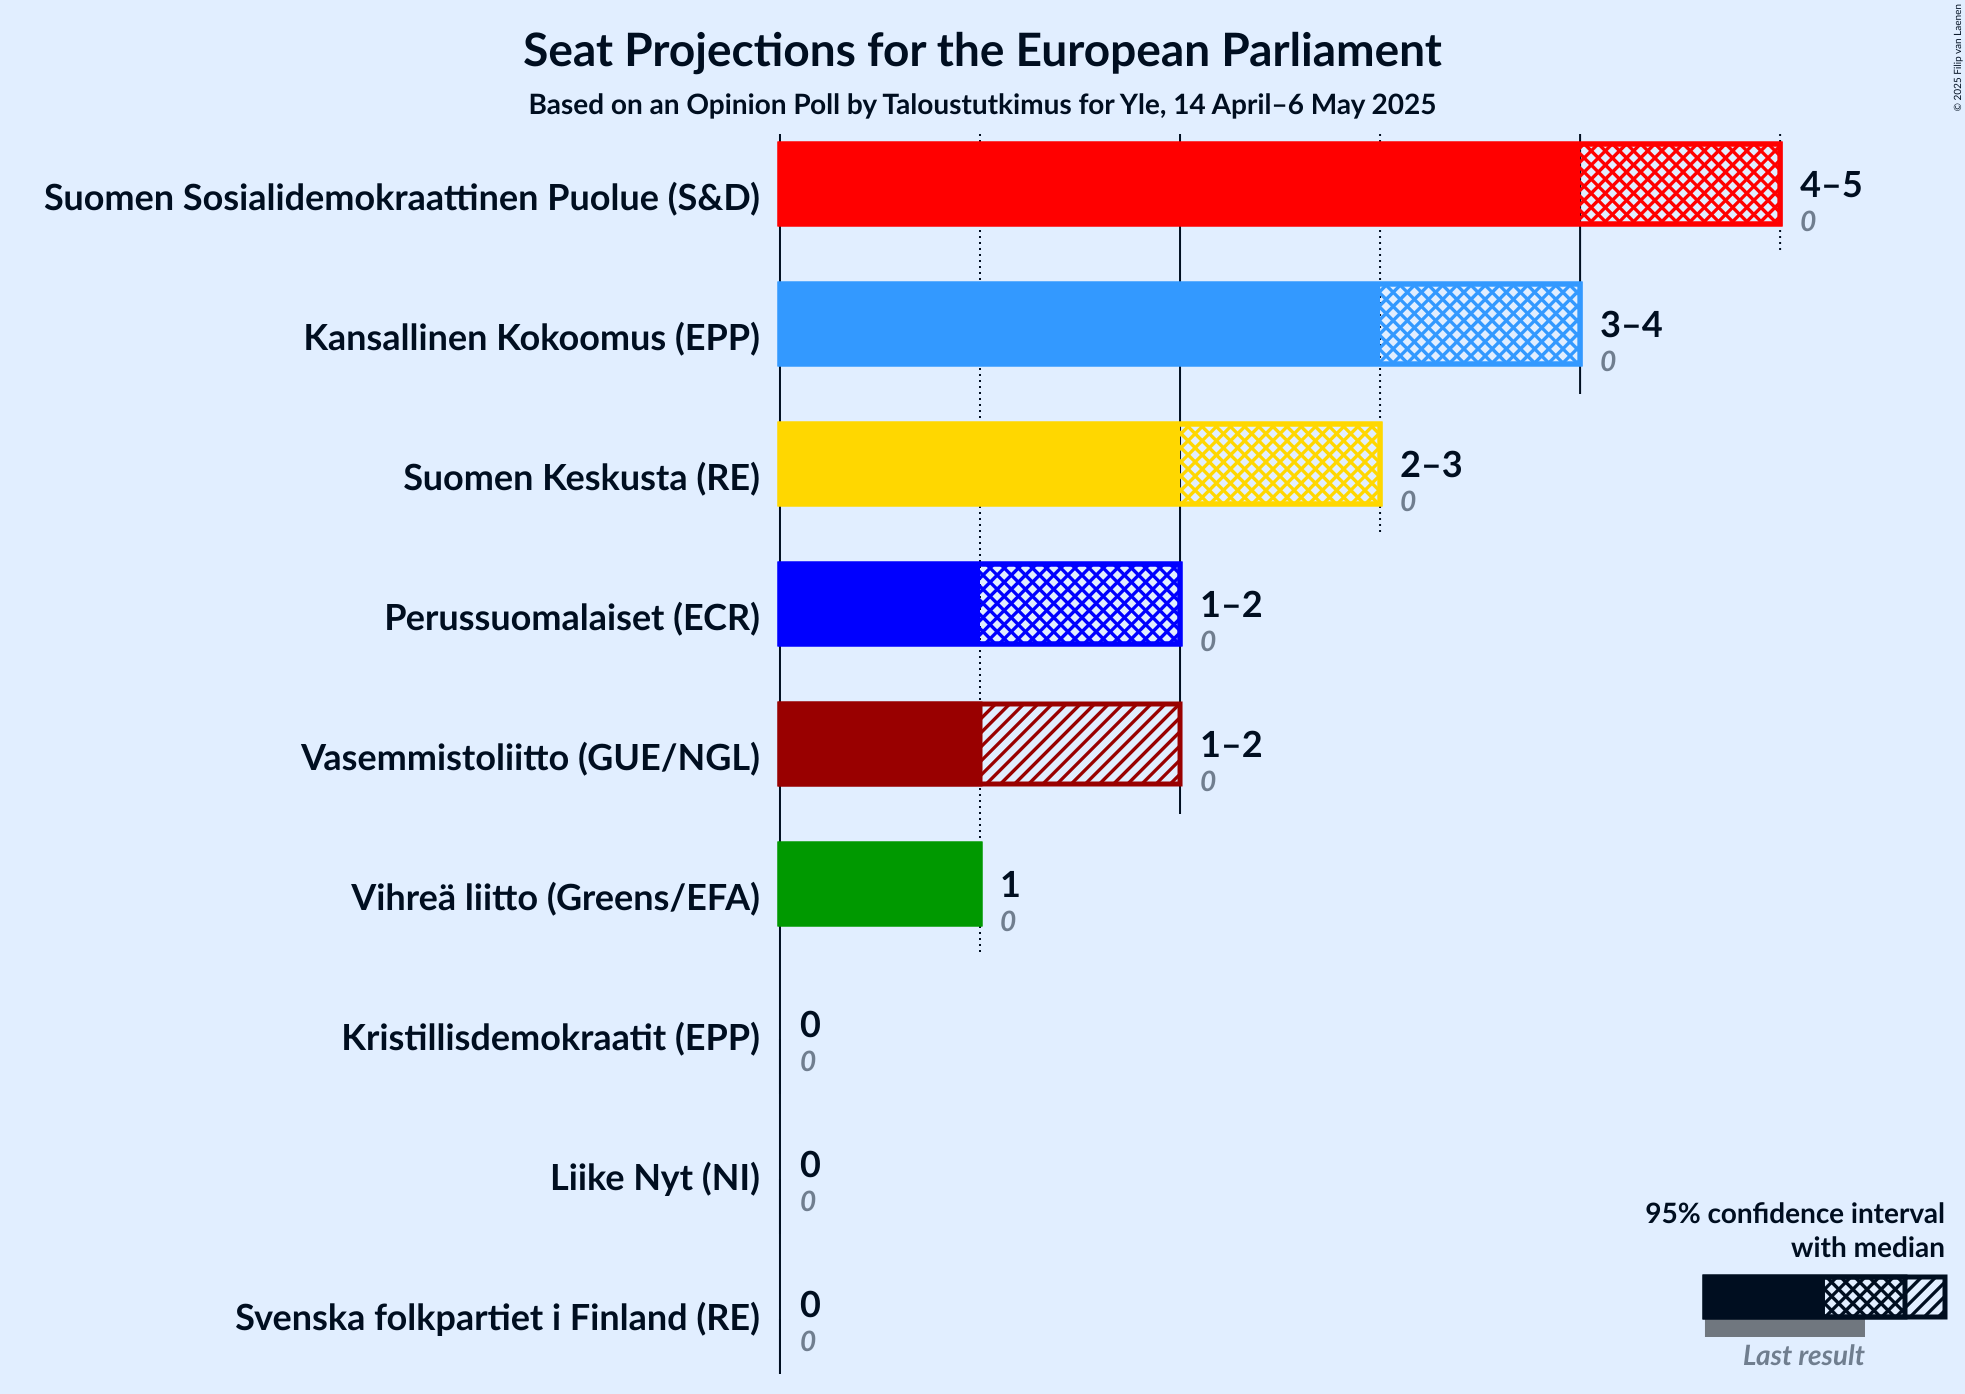 Seat Projections for the European Parliament
Based on an Opinion Poll by Taloustutkimus for Yle, 14 April–6 May 2025
© 2025 Filip van Laenen
Suomen Sosialidemokraattinen Puolue (S&D)
4–5
0
Kansallinen Kokoomus (EPP)
3–4
0
Suomen Keskusta (RE)
2–3
0
Perussuomalaiset (ECR)
1–2
0
Vasemmistoliitto (GUE/NGL)
1–2
0
Vihreä liitto (Greens/EFA)
1
0
Kristillisdemokraatit (EPP)
0
0
Liike Nyt (NI)
0
0
Svenska folkpartiet i Finland (RE)
0
0
95% confidence interval
with median
Last result